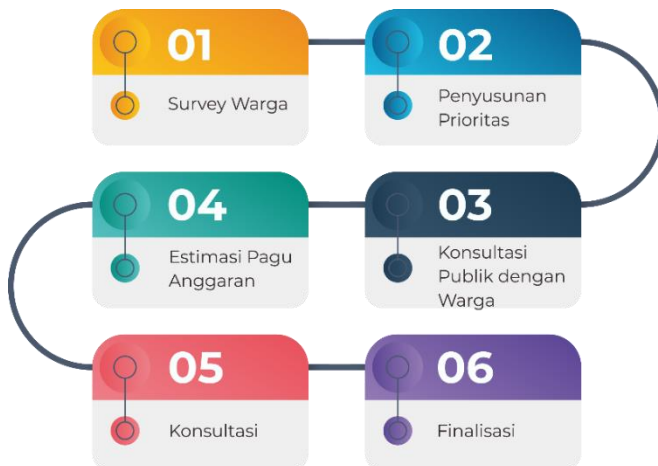 01
Survey Warga
02
Penyusunan
Prioritas
03
Konsultasi
Publik dengan
Warga
04
Estimasi Pagu
Anggaran
05
Konsultasi
06
Finalisasi